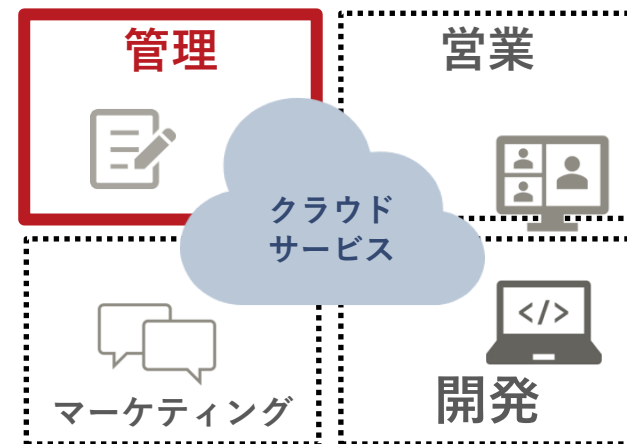 管理
営業
クラウド
サービス
</>
マーケティング
開発